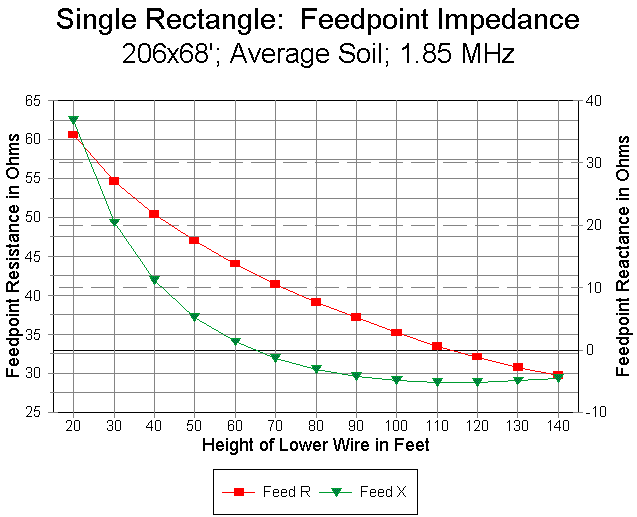 Single Rectangle:  Feedpoint Impedance
206x68'; Average Soil; 1.85 MHz
Feedpoint Resistance in Ohms
65
60
55
50
45
40
35
30
25
40
30
20
10
0
-10
Feedpoint Reactance in Ohms
20 30 40 50 60 70 80 90 100 110 120 130 140
Height of Lower Wire in Feet
Feed R Feed X